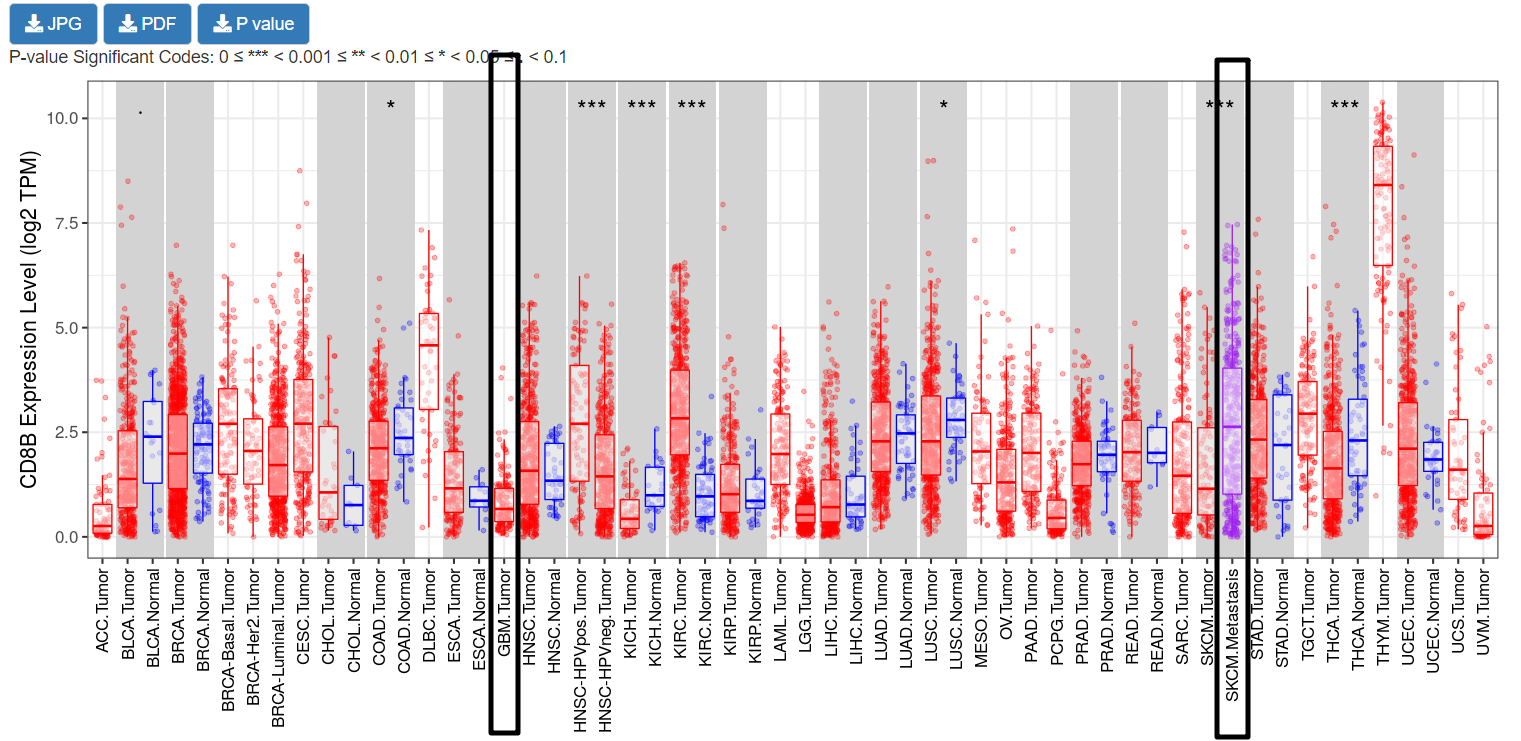 JPG PDF P value
P-value Significant Codes: 0 ≤ *** < 0.001 ≤ ** < 0.01 ≤ * < 0.05 ≤ . < 0.1
. * *** *** *** * *** ***
CD8B Expression Level (log2 TPM)
10.0
7.5
5.0
2.5
0.0
ACC.Tumor
BLCA.Tumor
BLCA.Normal
BRCA.Tumor
BRCA.Normal
BRCA-Basal.Tumor
BRCA-Her2.Tumor
BRCA-Luminal.Tumor
CESC.Tumor
CHOL.Tumor
CHOL.Normal
COAD.Tumor
COAD.Normal
DLBC.Tumor
ESCA.Tumor
ESCA.Normal
GBM.Tumor
HNSC.Tumor
HNSC.Normal
HNSC-HPVpos.Tumor
HNSC-HPVneg.Tumor
KICH.Tumor
KICH.Normal
KIRC.Tumor
KIRC.Normal
KIRP.Tumor
KIRP.Normal
LAML.Tumor
LGG.Tumor
LIHC.Tumor
LIHC.Normal
LUAD.Tumor
LUAD.Normal
LUSC.Tumor
LUSC.Normal
MESO.Tumor
OV.Tumor
PAAD.Tumor
PCPG.Tumor
PRAD.Tumor
PRAD.Normal
READ.Tumor
READ.Normal
SARC.Tumor
SKCM.Tumor
SKCM.Metastasis
STAD.Tumor
STAD.Normal
TGCT.Tumor
THCA.Tumor
THCA.Normal
THYM.Tumor
UCEC.Tumor
UCEC.Normal
UCS.Tumor
UVM.Tumor